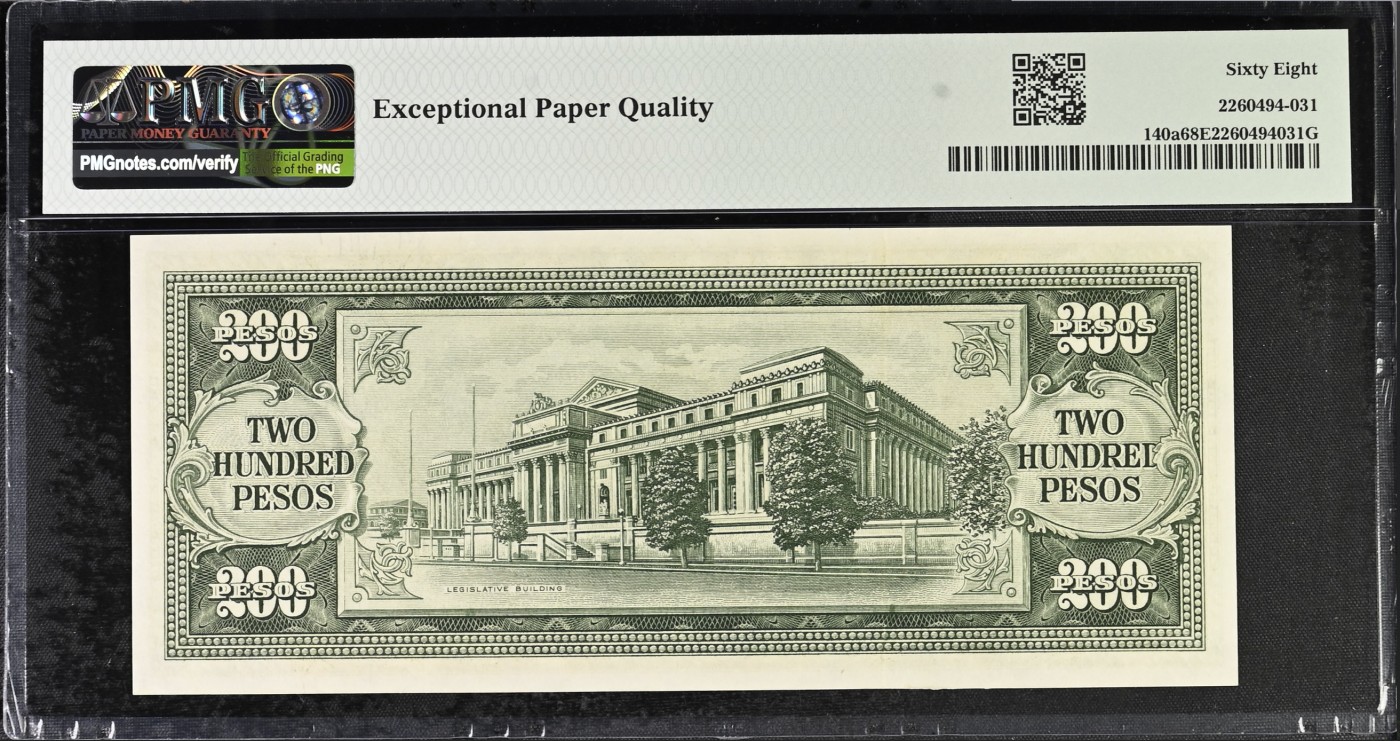 PMG
PAPER MONEY GUARANTY
PMGnotes.com/verify
The Official Grading
Service of the PNG
Exceptional Paper Quality
Sixty Eight
2260494-031
140a68E2260494031G
200
PESOS
200
PESOS
TWO
HUNDRED
PESOS
TWO
HUNDRED
PESOS
200
PESOS
200
PESOS
LEGISLATIVE BUILDING